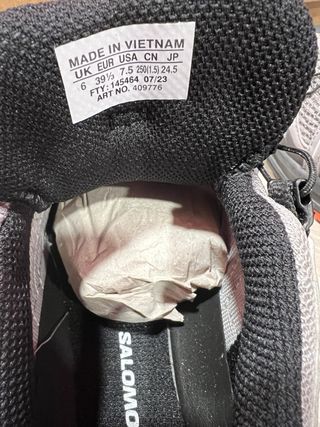 MADE IN VIETNAM
UK EUR USA CN JP
6 39⅓ 7.5 250(1.5) 24.5
FTY: 145464 07/23
ART NO. 409776
SALOMO